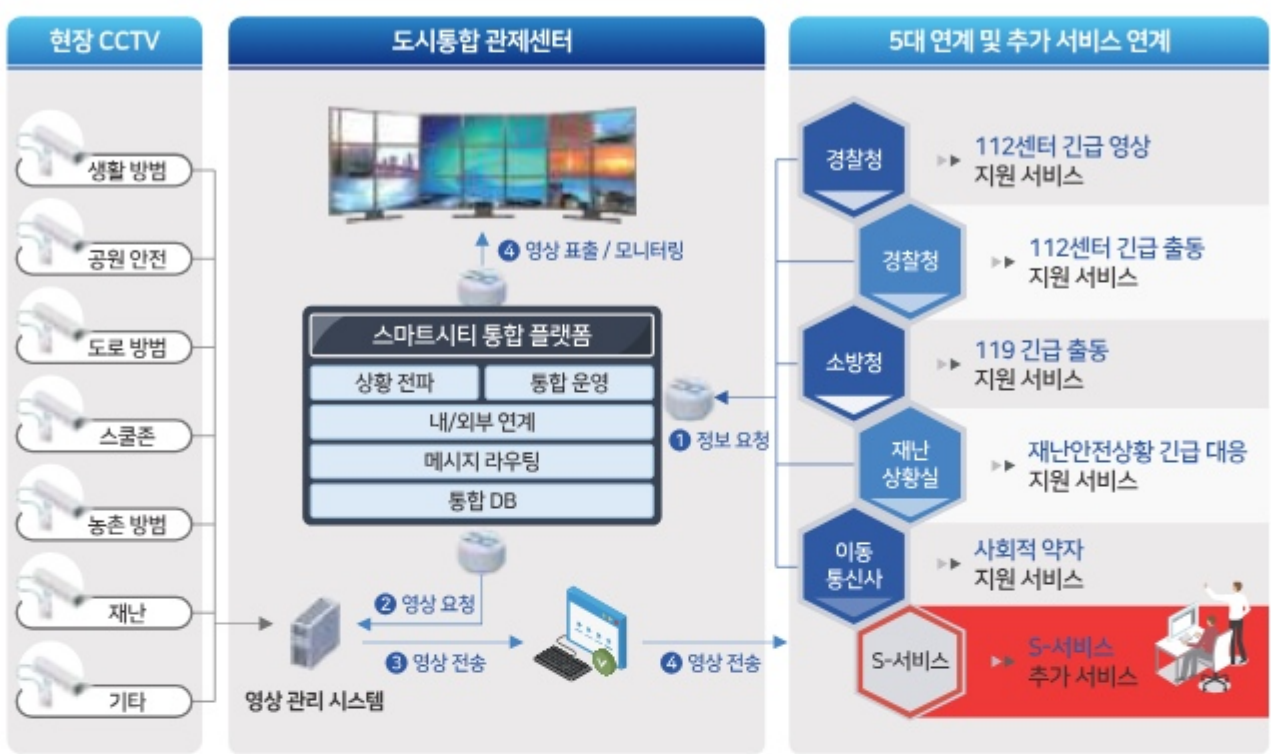 현장 CCTV
생활 방범
공원 안전
도로 방범
스쿨존
농촌 방범
재난
기타
도시통합 관제센터
4 영상 표출 / 모니터링
스마트시티 통합 플랫폼
상황 전파
통합 운영
내/외부 연계
메시지 라우팅
통합 DB
1 정보 요청
2 영상 요청
3 영상 전송
4 영상 전송
영상 관리 시스템
5대 연계 및 추가 서비스 연계
경찰청
112센터 긴급 영상
지원 서비스
경찰청
112센터 긴급 출동
지원 서비스
소방청
119 긴급 출동
지원 서비스
재난
상황실
재난안전상황 긴급 대응
지원 서비스
이동
통신사
사회적 약자
지원 서비스
S-서비스
S-서비스
추가 서비스